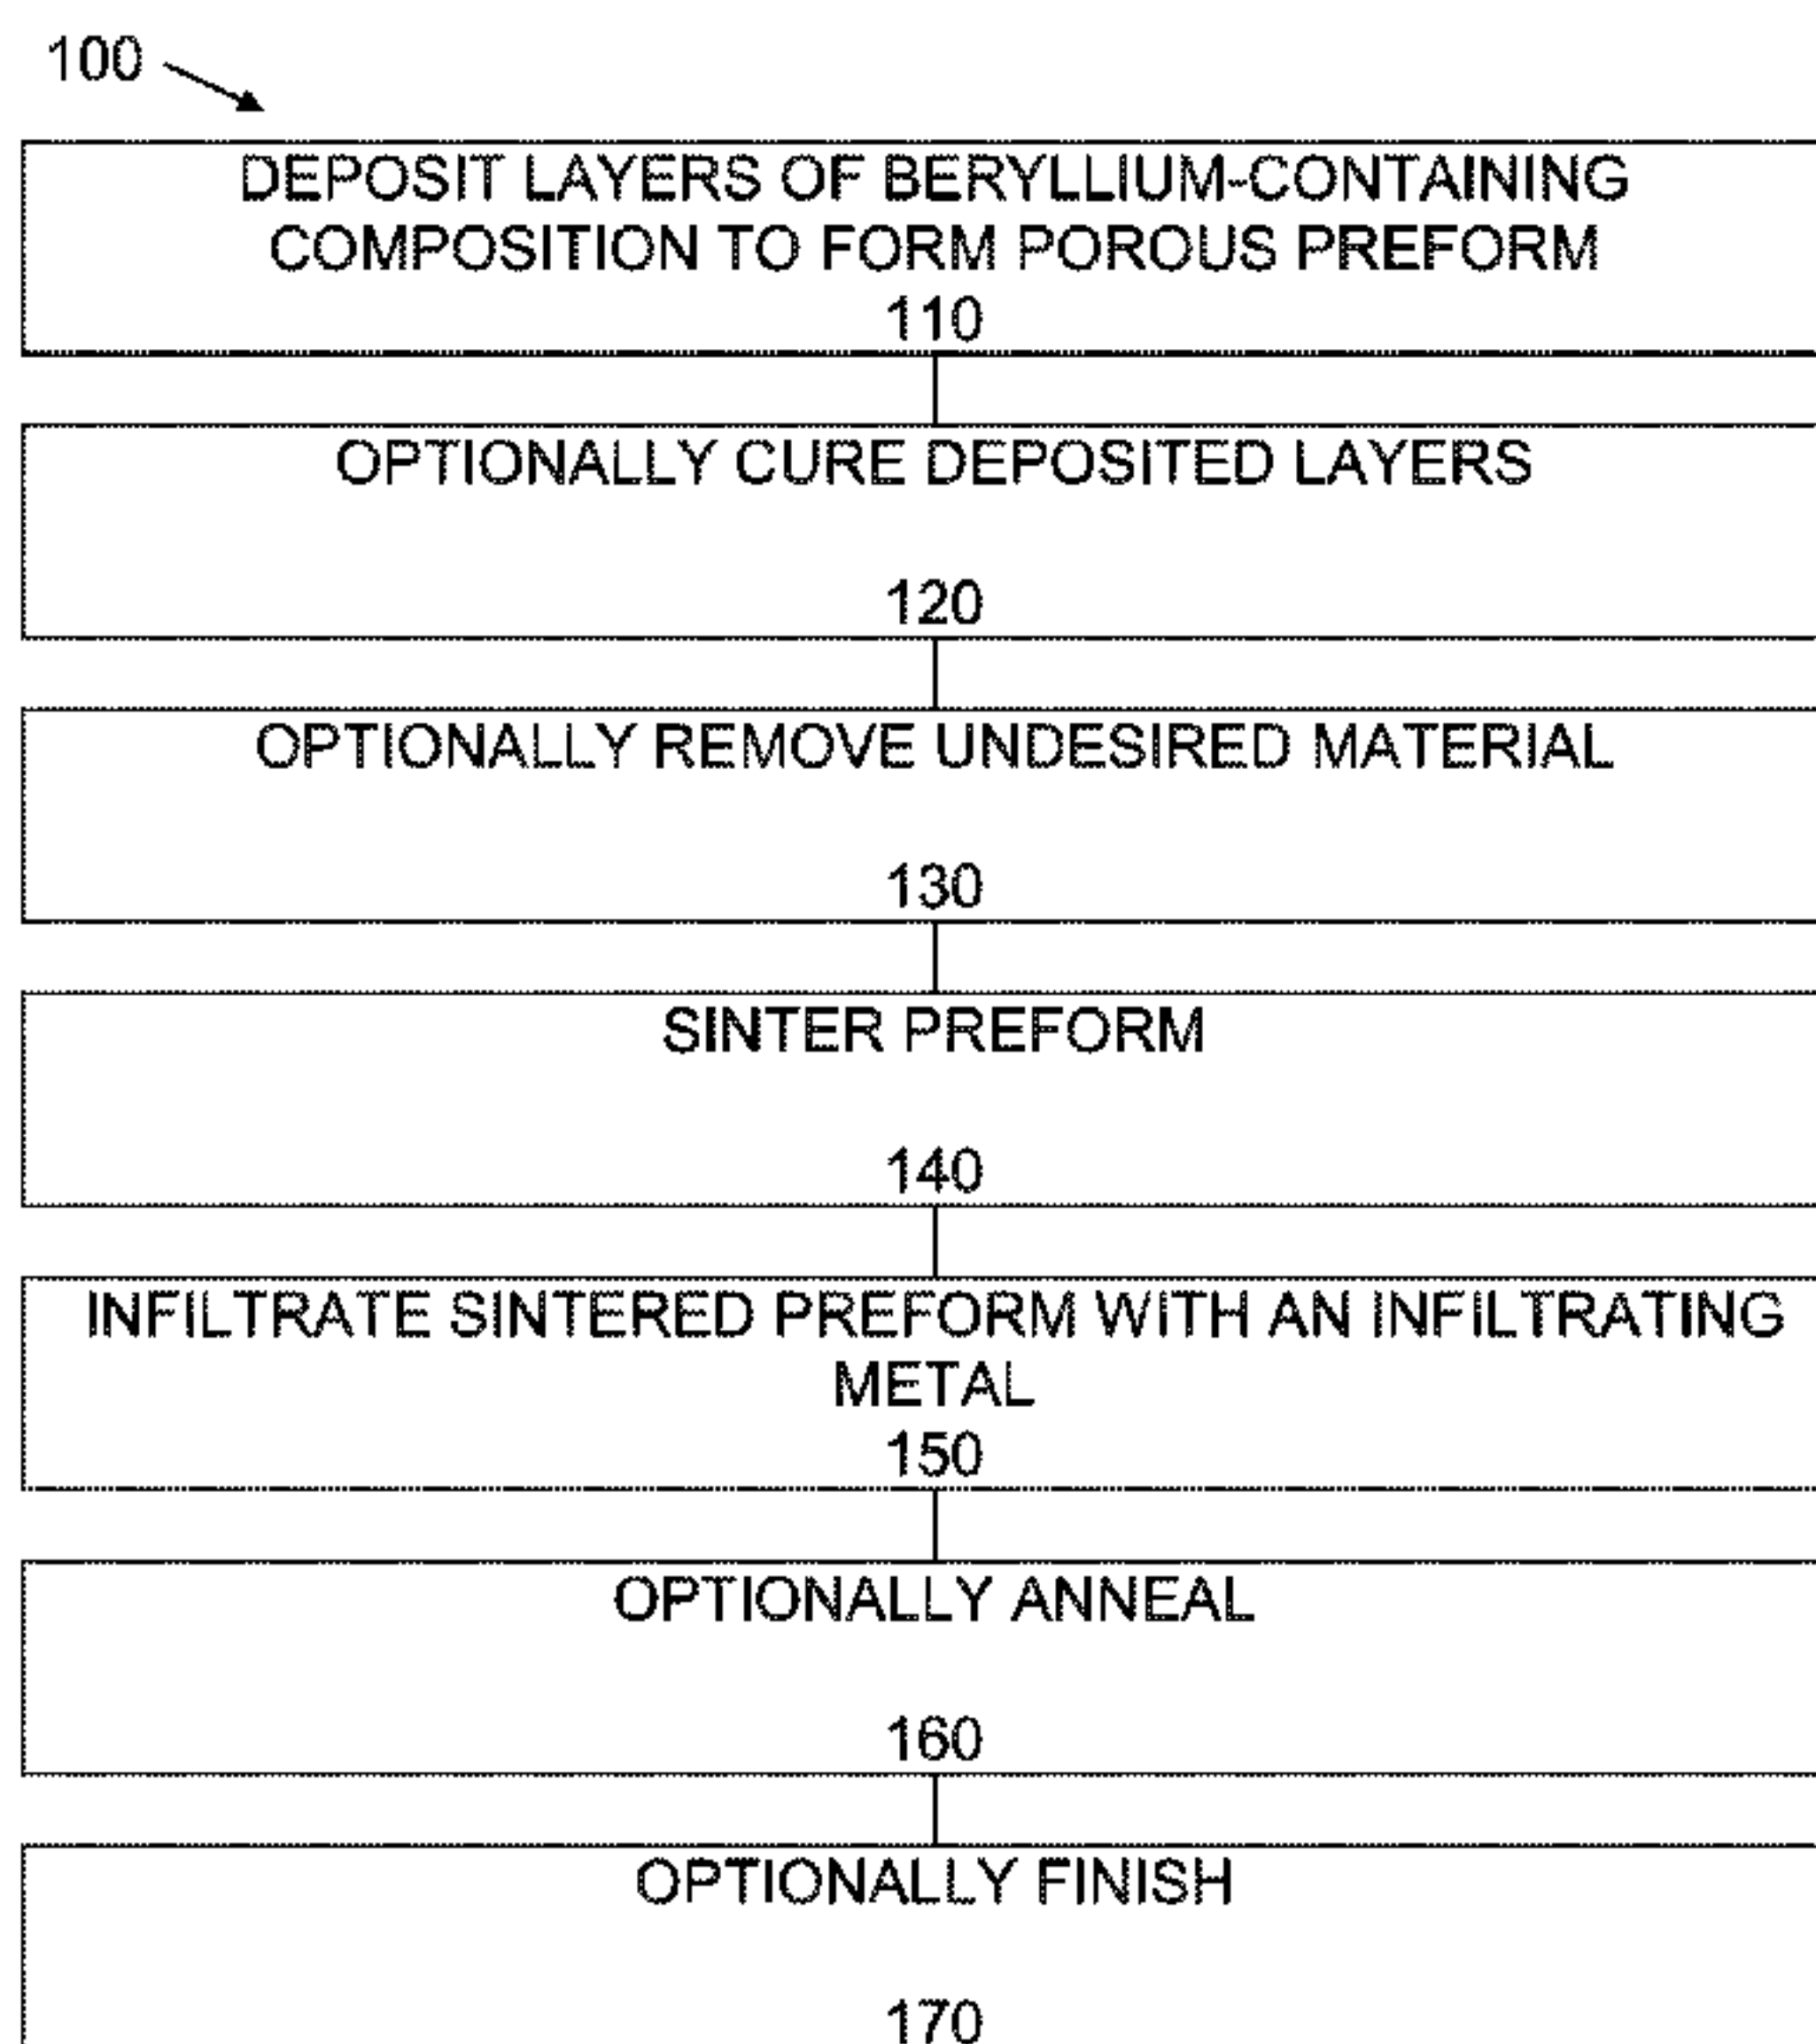 100
DEPOSIT LAYERS OF BERYLLIUM-CONTAINING
COMPOSITION TO FORM POROUS PREFORM
110
OPTIONALLY CURE DEPOSITED LAYERS
120
OPTIONALLY REMOVE UNDESIRED MATERIAL
130
SINTER PREFORM
140
INFILTRATE SINTERED PREFORM WITH AN INFILTRATING
METAL
150
OPTIONALLY ANNEAL
160
OPTIONALLY FINISH
170